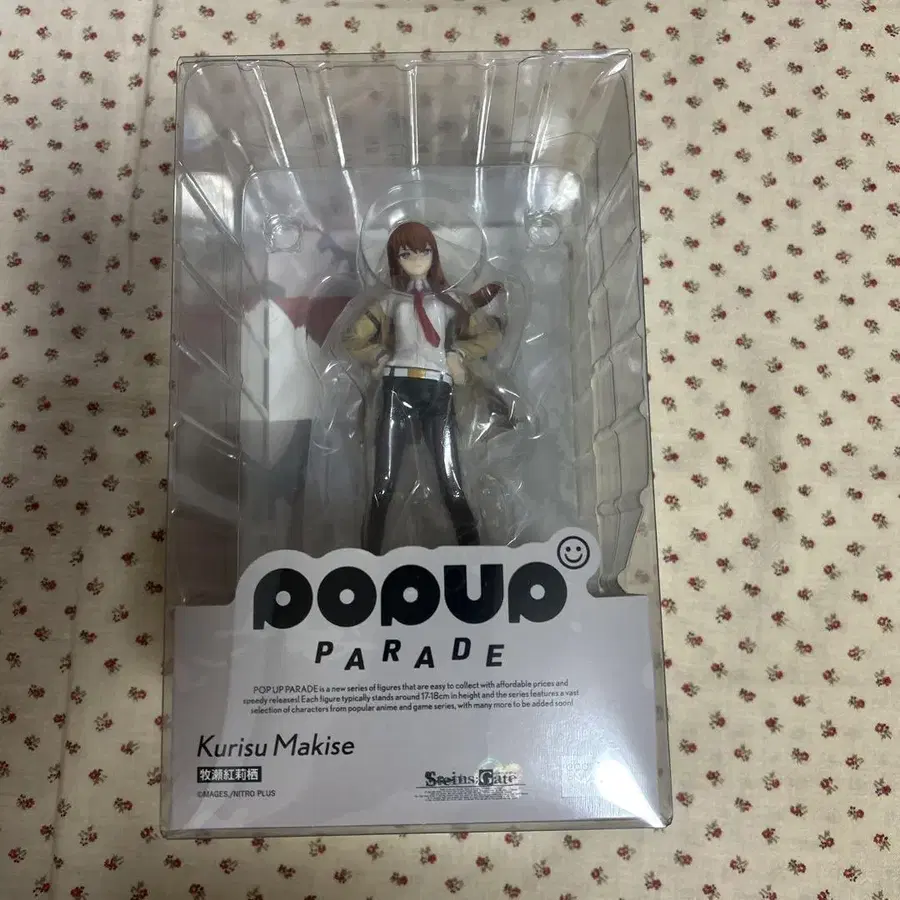 POPUP
PARADE
POP UP PARADE is a new series of figures that are easy to collect with affordable prices and
speedy releases! Each figure typically stands around 17-18cm in height and the series features a vast
selection of characters from popular anime and game series, with many more to be added soon!
Kurisu Makise
牧瀬紅莉栖
©MAGES./NITRO PLUS
Steins;Gate